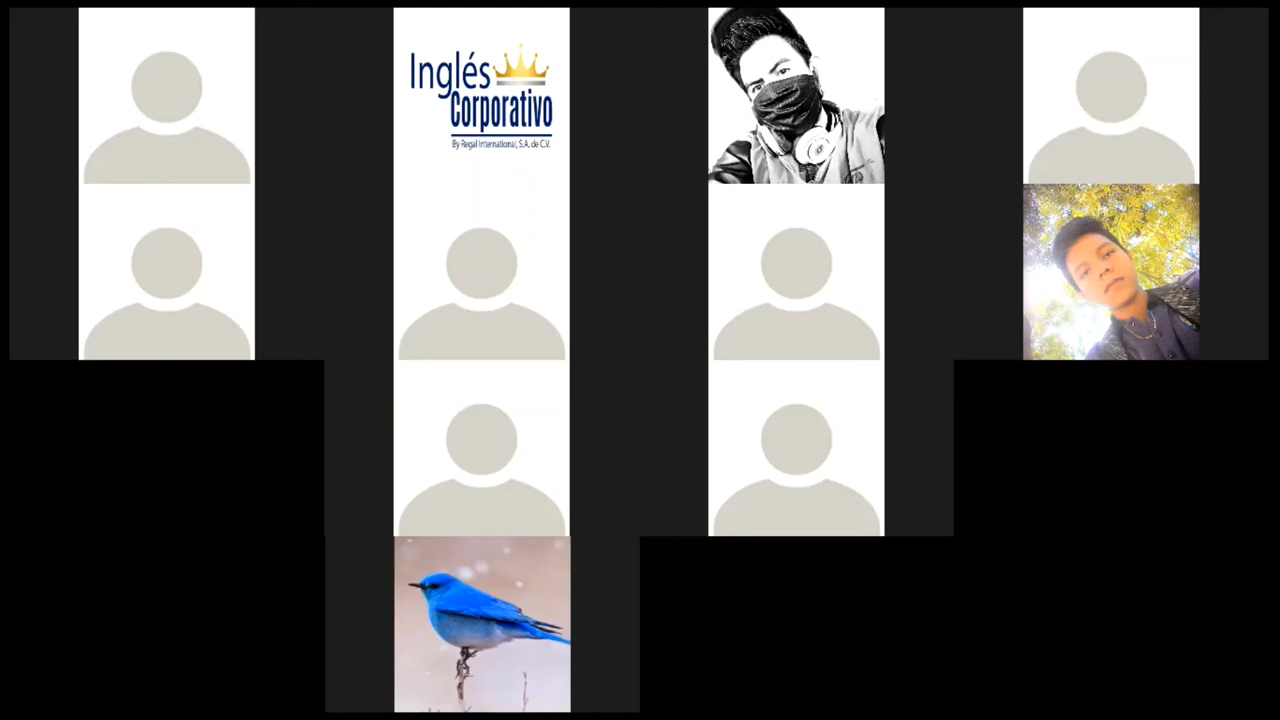 Inglés
Corporativo
By Regal International, S.A. de C.V.